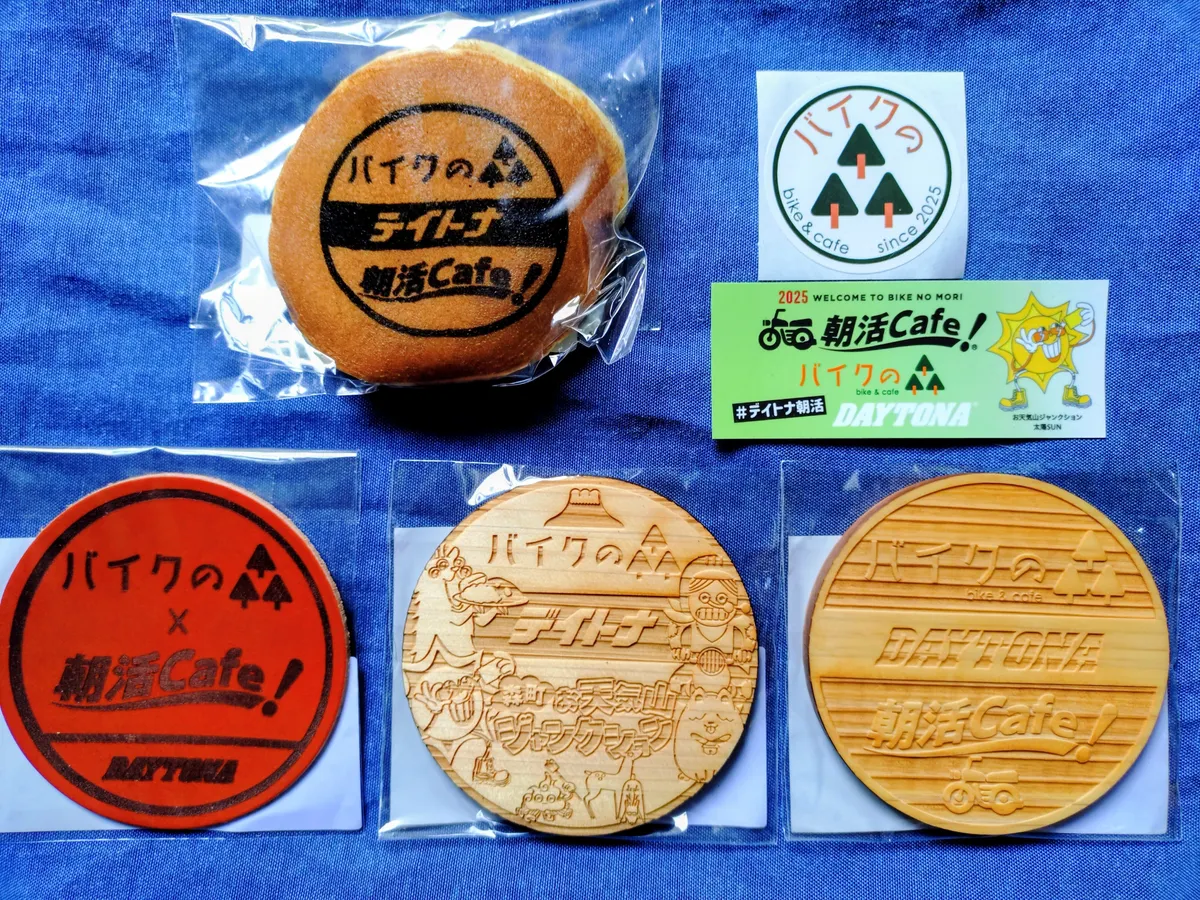 バイクの
デイトナ
朝活Cafe!
バイクの
bike & cafe since 2025
2025 WELCOME TO BIKE NO MORI
朝活Cafe!®
バイクの
bike & cafe
#デイトナ朝活
DAYTONA
お天気山ジャンクション
太陽SUN
バイクの
X
朝活Cafe!
DAYTONA
バイクの
デイトナ
森町 お天気山
ジャンクション
バイクの
bike & cafe
DAYTONA
朝活Cafe!